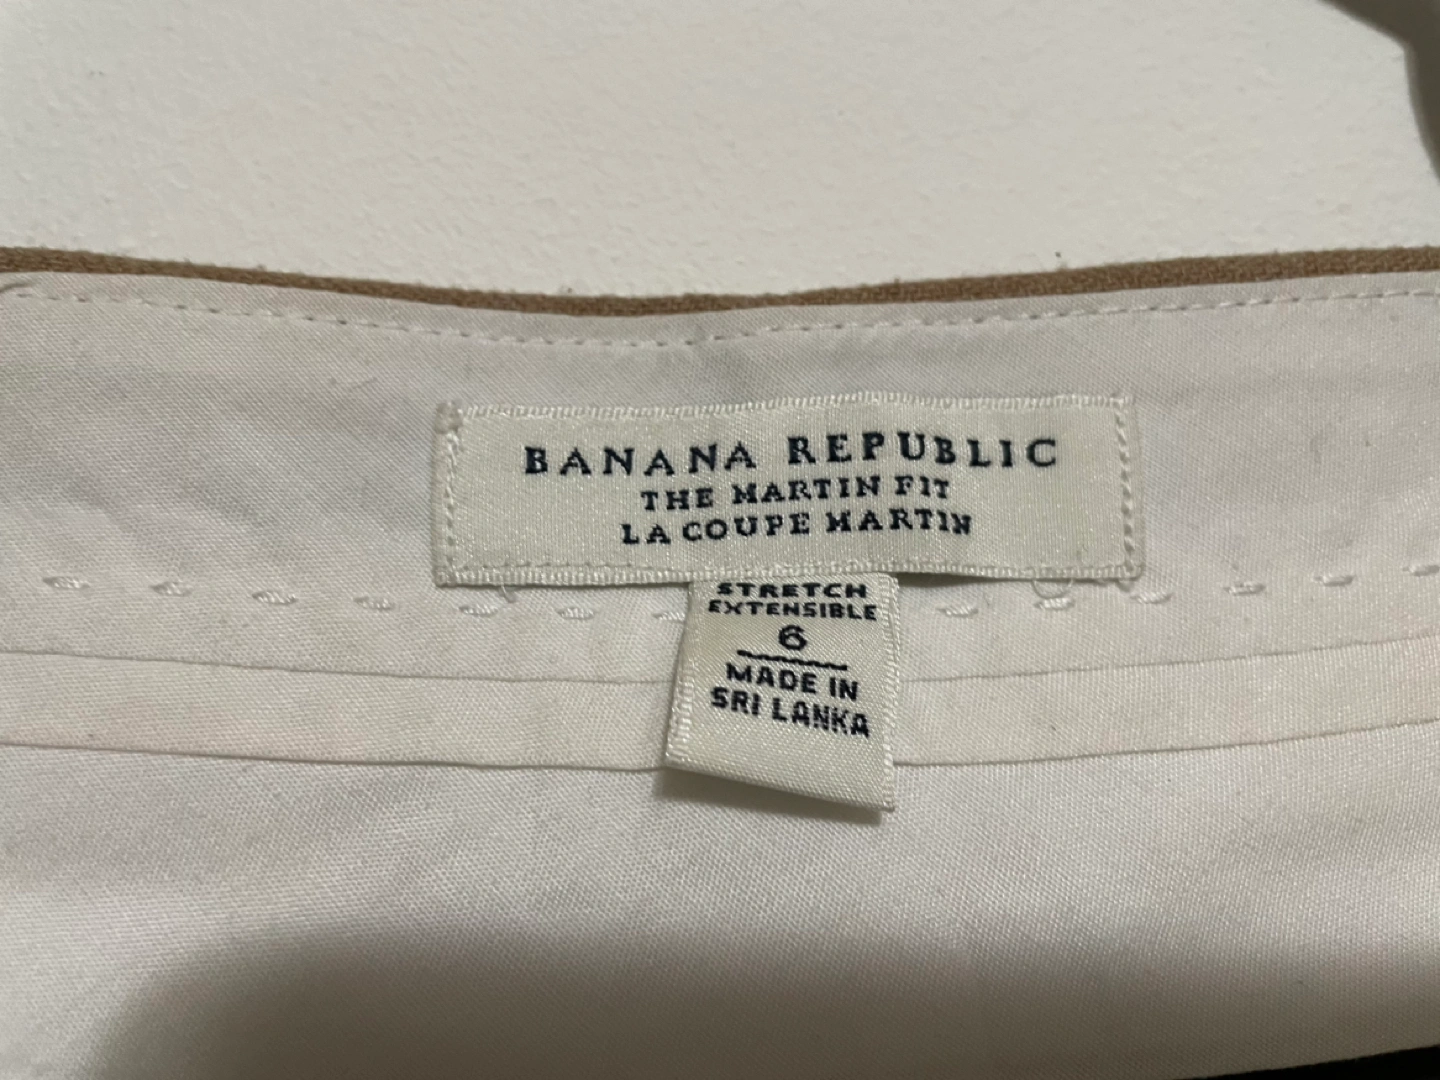 BANANA REPUBLIC
THE MARTIN FIT
LA COUPE MARTIN
STRETCH
EXTENSIBLE
6
MADE IN
SRI LANKA